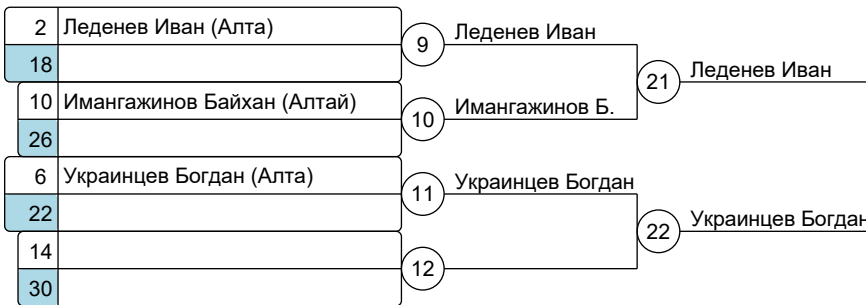 2 Леденев Иван (Алта)
9 Леденев Иван
18
21 Леденев Иван
10 Имангажинов Байхан (Алтай)
10 Имангажинов Б.
26
6 Украинцев Богдан (Алта)
11 Украинцев Богдан
22
22 Украинцев Богдан
14
12
30